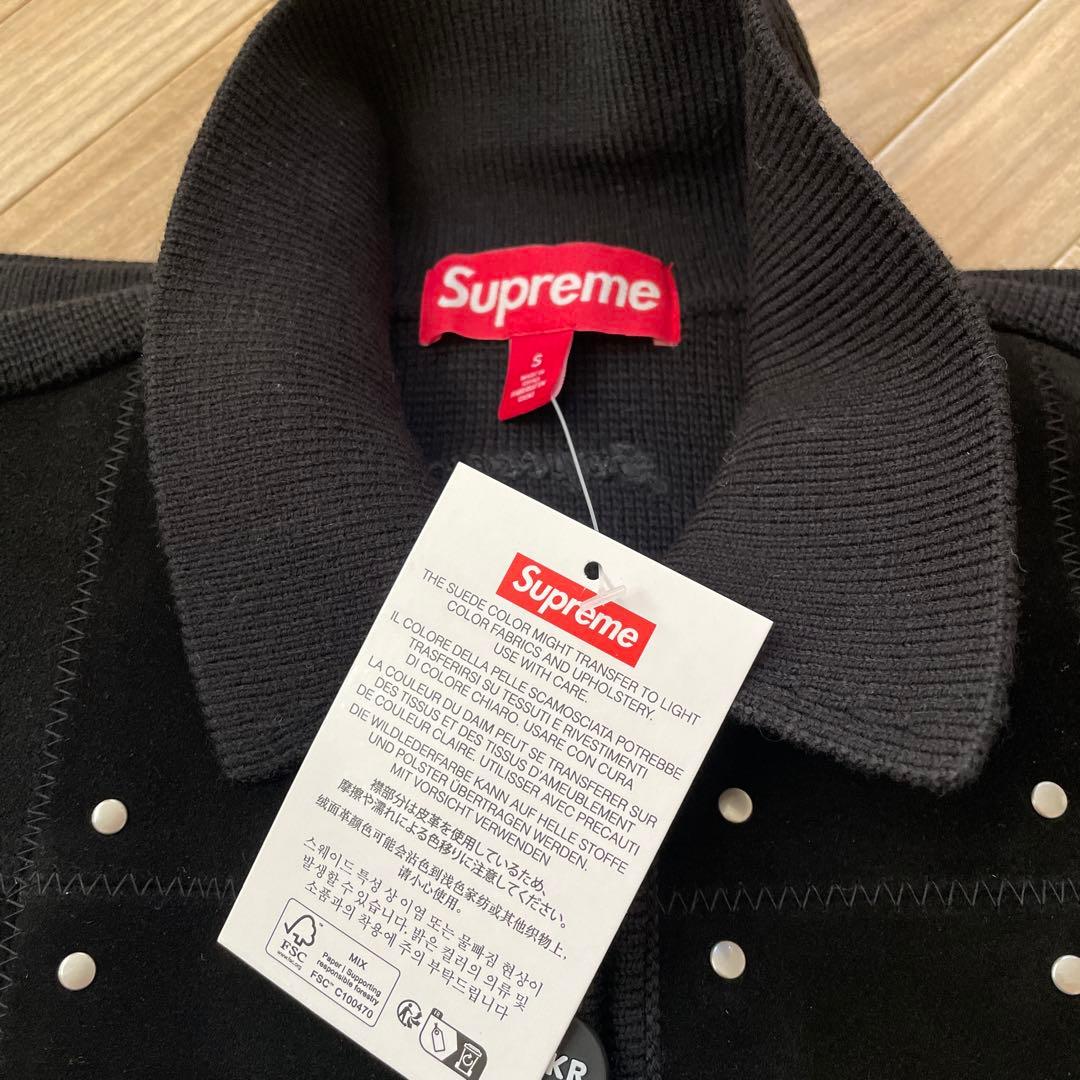 Supreme
S
Supreme
THE SUEDE COLOR MIGHT TRANSFER TO LIGHT
COLOR FABRICS AND UPHOLSTERY.
USE WITH CARE.
IL COLORE DELLA PELLE SCAMOSCIATA POTREBBE
TRASFERIRSI SU TESSUTI E RIVESTIMENTI
DI COLORE CHIARO. USARE CON CURA
LA COULEUR DU DAIM PEUT SE TRANSFERER SUR
DES TISSUS ET DES TISSUS D'AMEUBLEMENT
DE COULEUR CLAIRE. UTILISER AVEC PRECAUTI
DIE WILDLEDERFARBE KANN AUF HELLE STOFFE
UND POLSTER ÜBERTRAGEN WERDEN.
MIT VORSICHT VERWENDEN
襟部分は皮革を使用しているため、
摩擦や濡れによる色移りに注意してください。
绒面革颜色可能会沾色到浅色家纺或其他织物上,
请小心使用.
스웨이드 특성 상 이염 또는 물빠짐 현상이
발생할 수 있습니다. 밝은 컬러의 의류 및
소품과의 착용에 주의 부탁드립니다
FSC
www.fsc.org
MIX
Paper | Supporting
responsible forestry
FSC™ C100470
KR